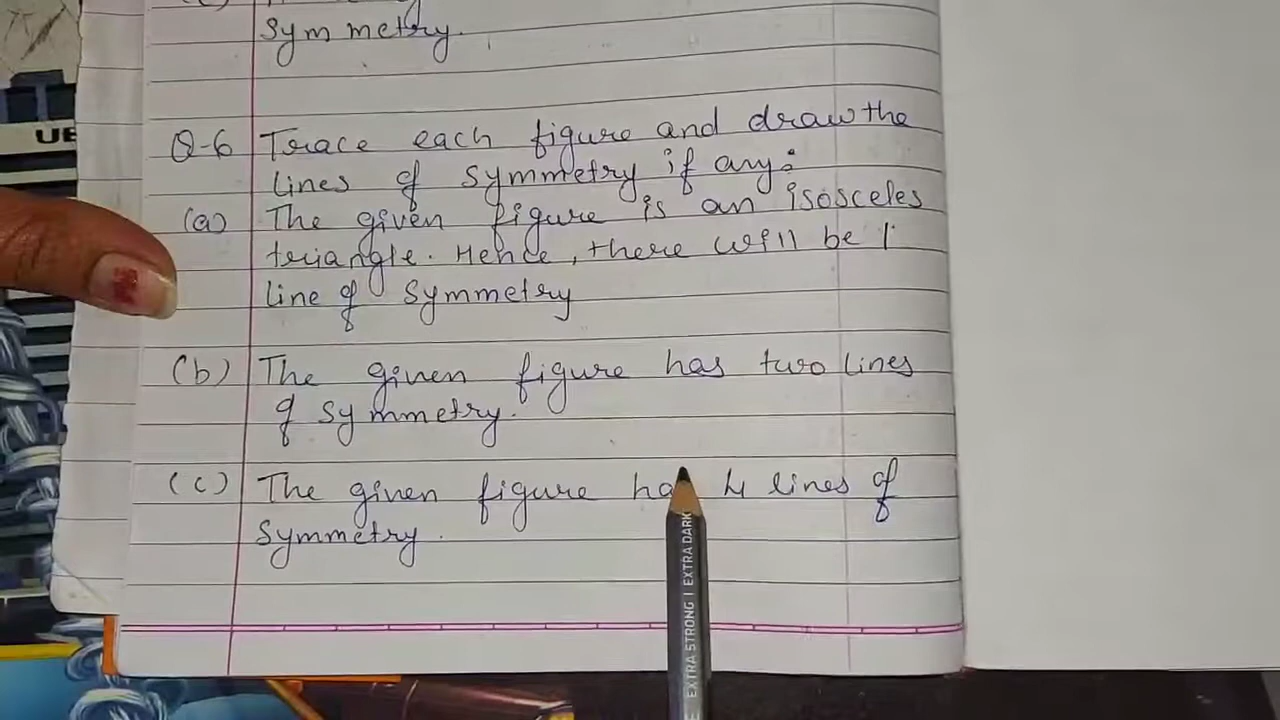 symmetry.
Q-6 Trace each figure and draw the
lines of symmetry if any:
(a) The given figure is an isosceles
triangle. Hence, there will be 1
line of symmetry
(b) The given figure has two lines
of symmetry.
(c) The given figure has 4 lines of
symmetry.
EXTRA STRONG I EXTRA DARK
UB